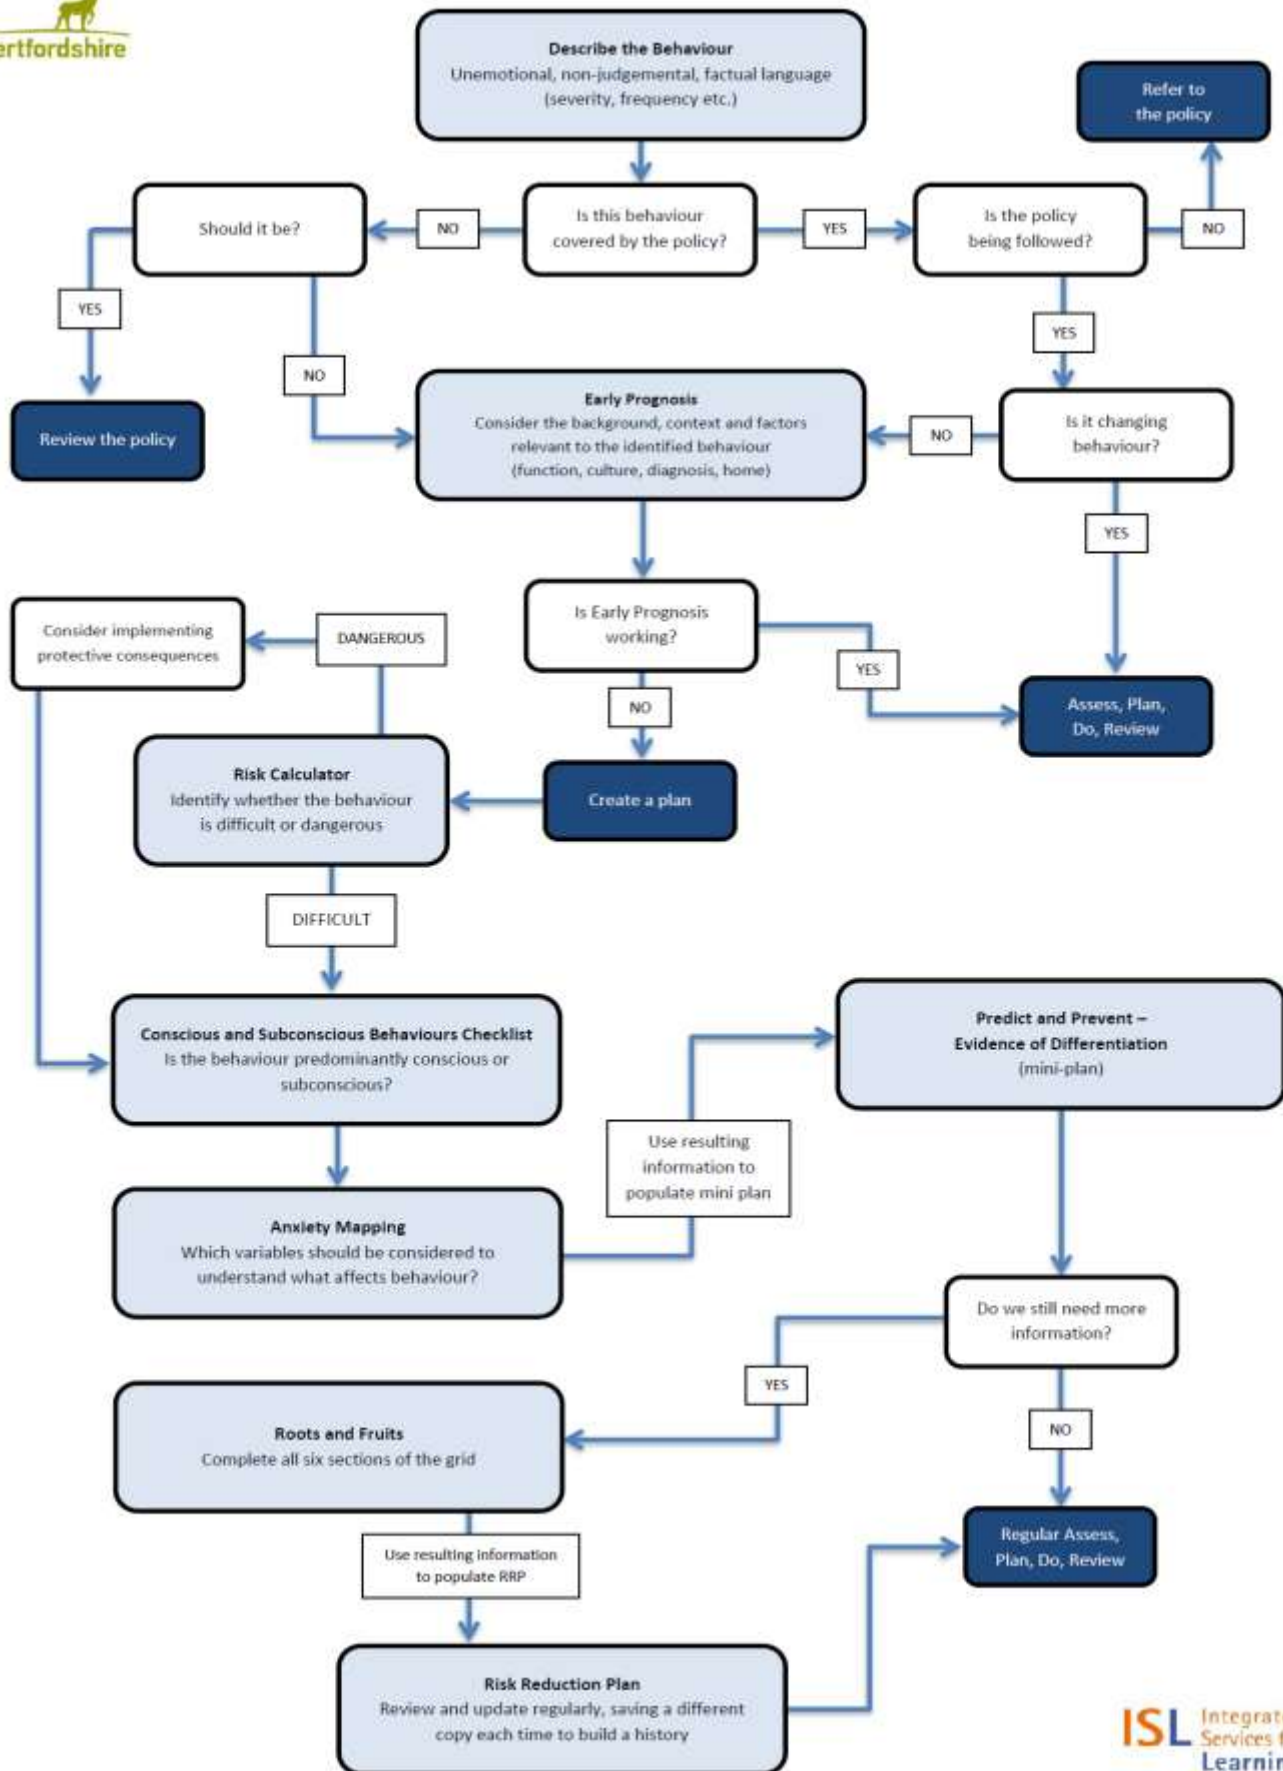 ertfordshire
Describe the Behaviour
Unemotional, non-judgemental, factual language
(severity, frequency etc.)
Refer to
the policy
Should it be?
NO
Is this behaviour
covered by the policy?
YES
Is the policy
being followed?
NO
YES
YES
NO
Review the policy
Early Prognosis
Consider the background, context and factors
relevant to the identified behaviour
(function, culture, diagnosis, home)
NO
Is it changing
behaviour?
YES
Consider implementing
protective consequences
DANGEROUS
Is Early Prognosis
working?
YES
NO
Assess, Plan,
Do, Review
Risk Calculator
Identify whether the behaviour
is difficult or dangerous
Create a plan
DIFFICULT
Conscious and Subconscious Behaviours Checklist
Is the behaviour predominantly conscious or
subconscious?
Predict and Prevent –
Evidence of Differentiation
(mini-plan)
Use resulting
information to
populate mini plan
Anxiety Mapping
Which variables should be considered to
understand what affects behaviour?
Do we still need more
information?
YES
NO
Roots and Fruits
Complete all six sections of the grid
Use resulting information
to populate RRP
Regular Assess,
Plan, Do, Review
Risk Reduction Plan
Review and update regularly, saving a different
copy each time to build a history
ISL
Integrat
Services f
Learnin